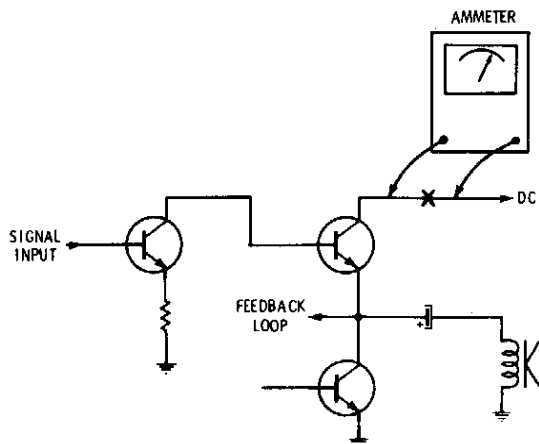 AMMETER
DC
SIGNAL
INPUT
FEEDBACK
LOOP
+